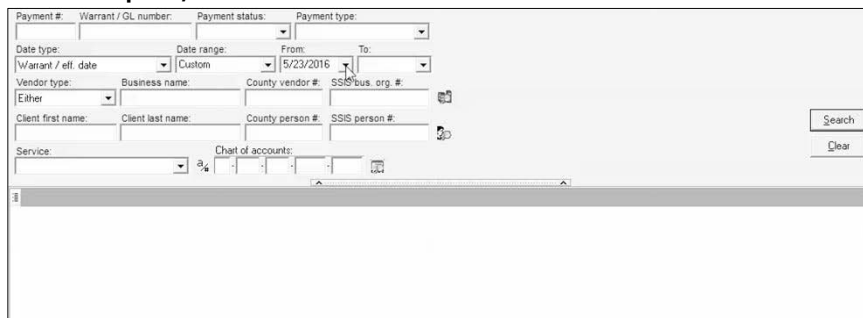 Payment #: Warrant / GL number: Payment status: Payment type:
Date type: Date range: From: To:
Warrant / eff. date Custom 5/23/2016
Vendor type: Business name: County vendor #: SSIS bus. org. #:
Either
Client first name: Client last name: County person #: SSIS person #:
Search
Clear
Service: Chart of accounts: